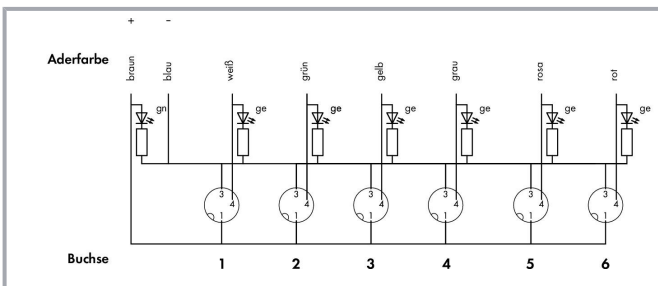 + –
Aderfarbe braun blau weiß grün gelb grau rosa rot
gn ge ge ge ge ge ge
3 3 3 3 3 3
4 4 4 4 4 4
1 1 1 1 1 1
Buchse 1 2 3 4 5 6